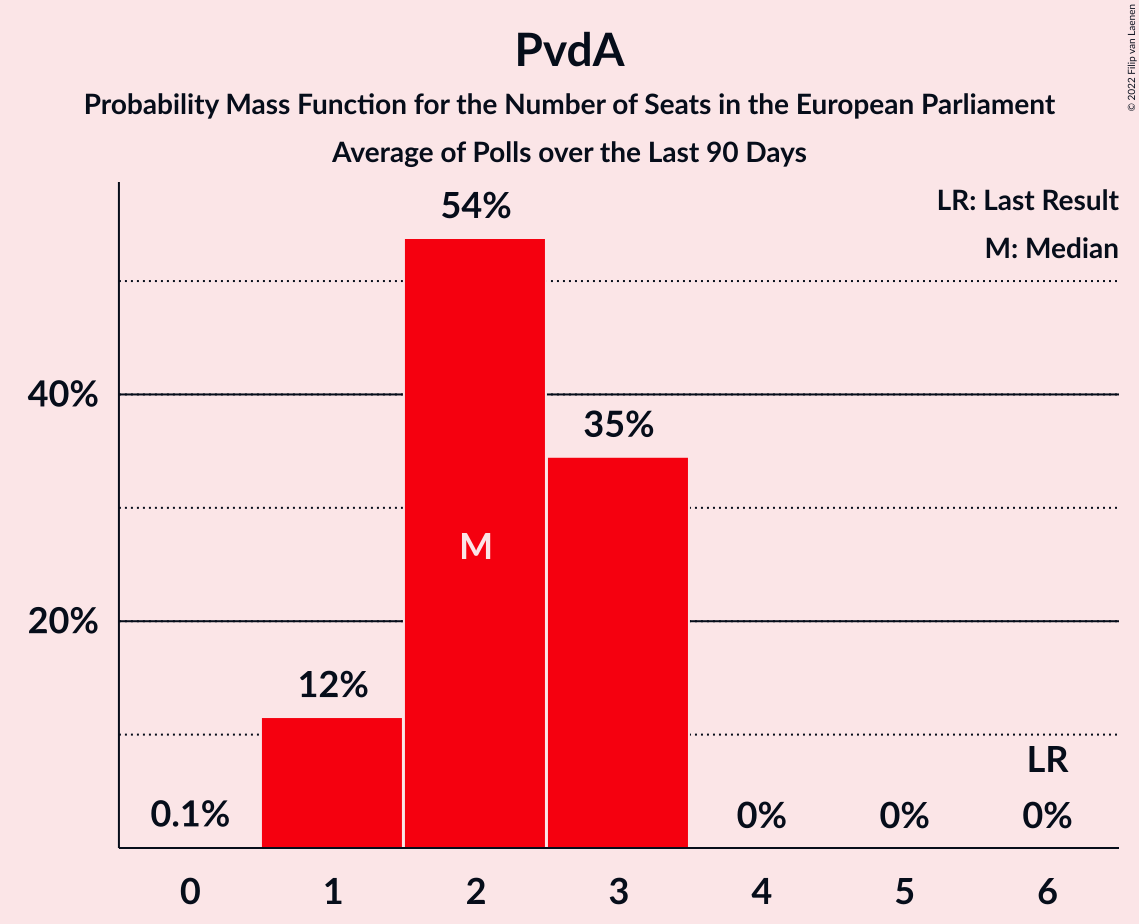 PvdA
Probability Mass Function for the Number of Seats in the European Parliament
Average of Polls over the Last 90 Days
© 2022 Filip van Laenen
LR: Last Result
M: Median
54%
40%
35%
M
20%
12%
LR
0.1%
0%
0%
0%
0
1
2
3
4
5
6